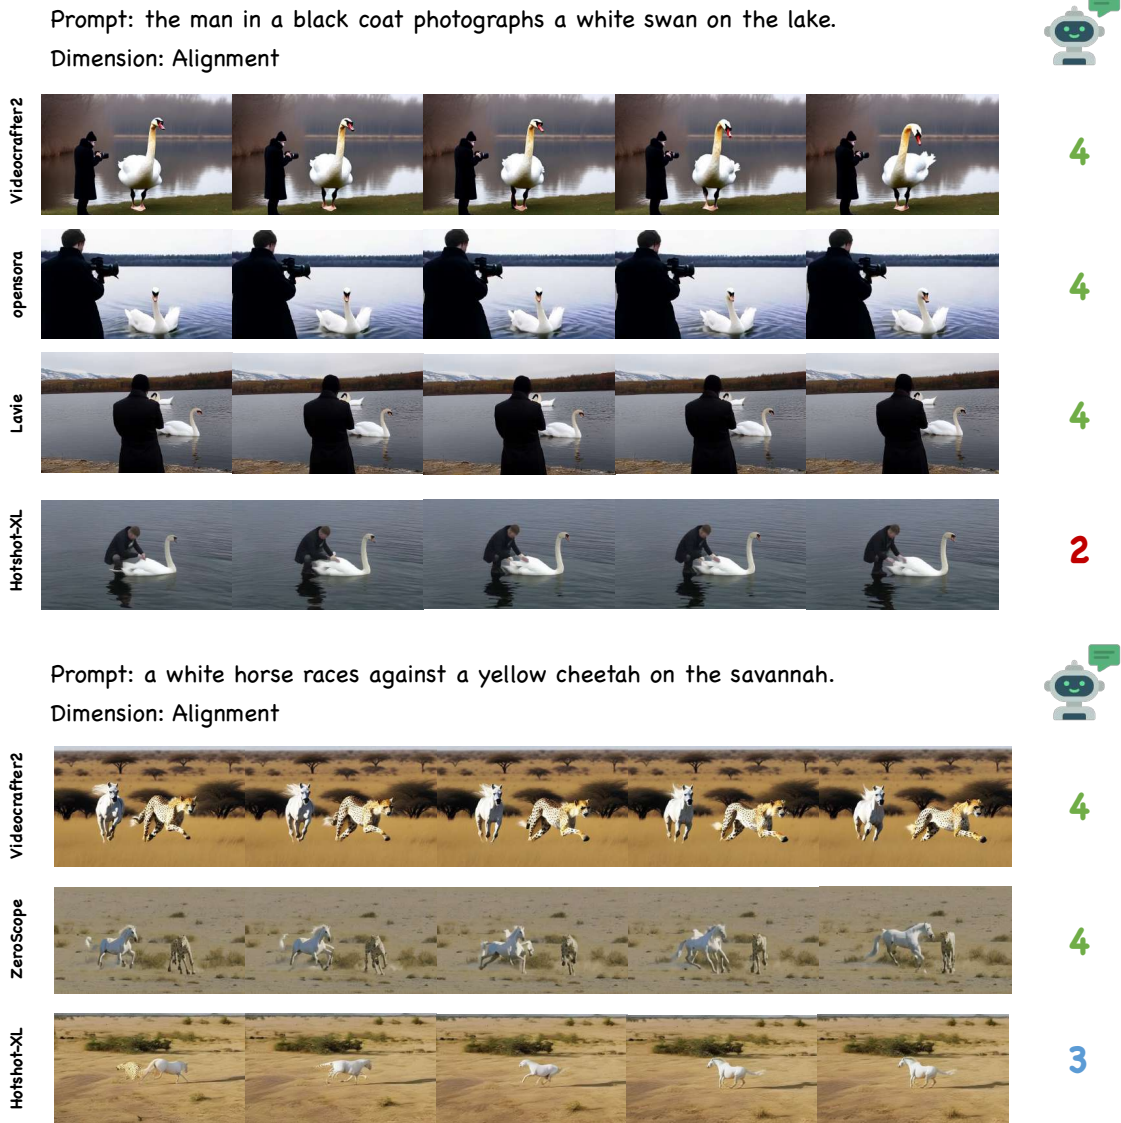 Prompt: the man in a black coat photographs a white swan on the lake.
Dimension: Alignment
Videocrafter2
4
opensora
4
Lavie
4
Hotshot-XL
2
Prompt: a white horse races against a yellow cheetah on the savannah.
Dimension: Alignment
Videocrafter2
4
ZeroScope
4
Hotshot-XL
3